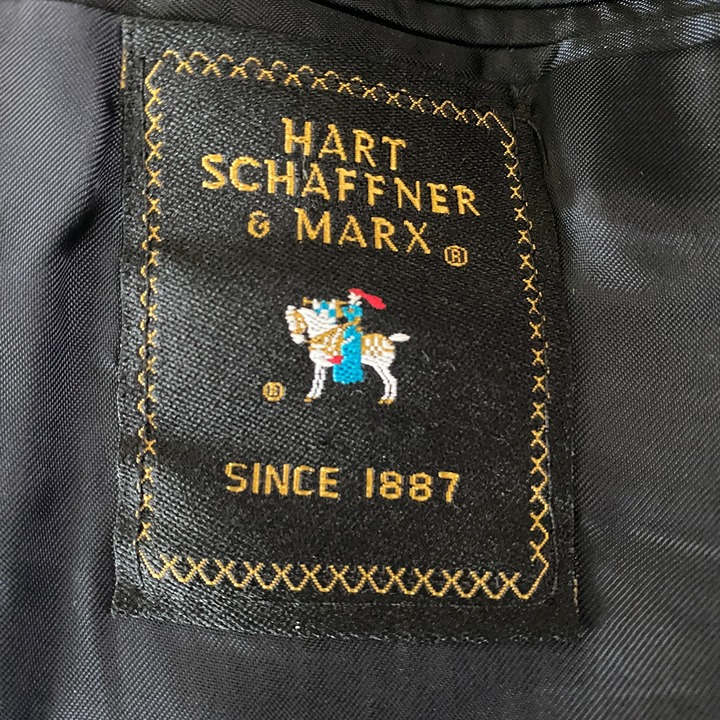 HART
SCHAFFNER
& MARX ®
®
SINCE 1887